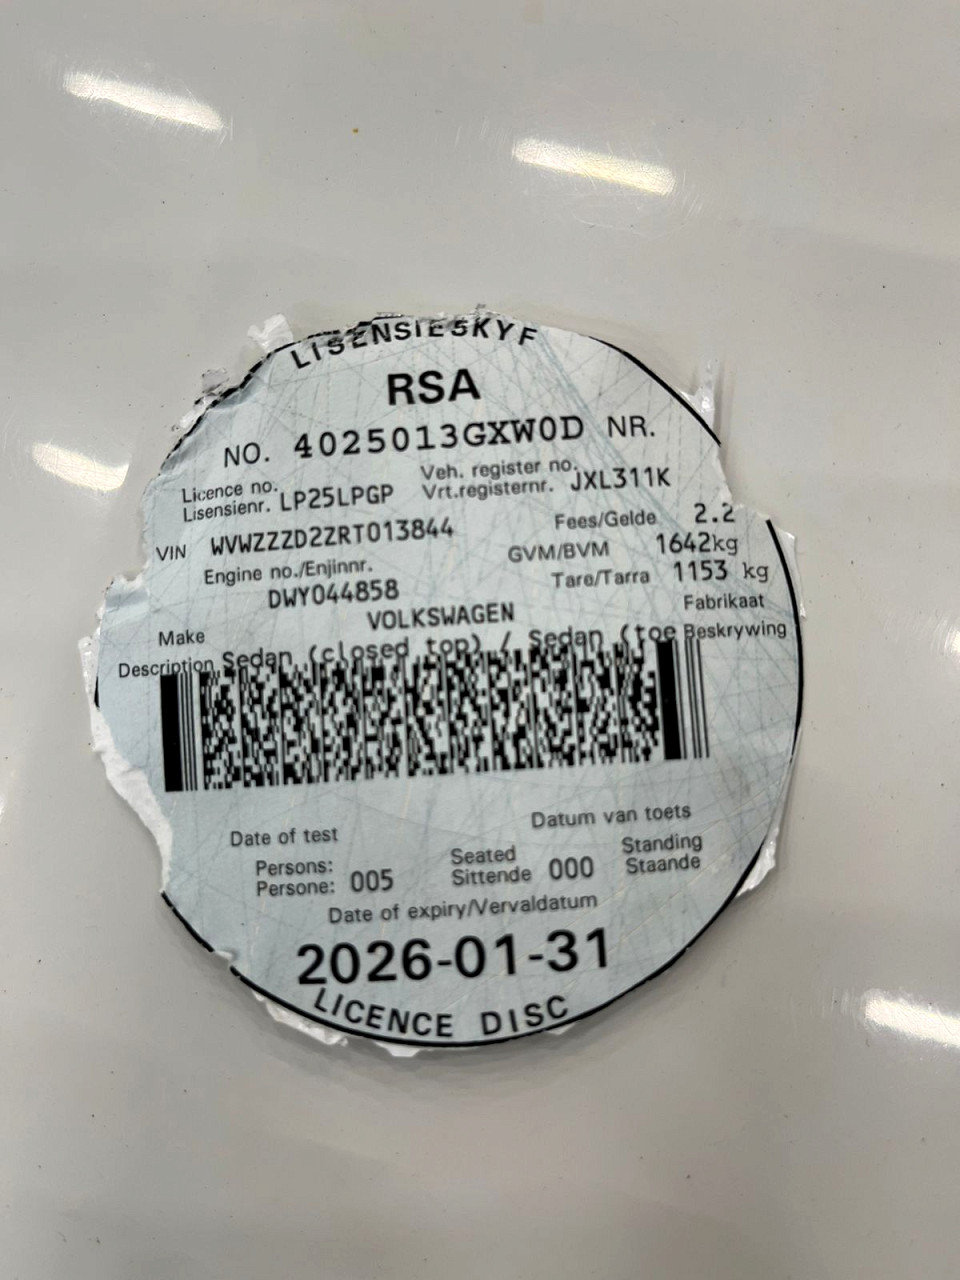 LISENSIESKYF
RSA
NO. 4025013GXW0D NR.
Licence no. Veh. register no.
Lisensienr. LP25LPGP Vrt.registernr. JXL311K
VIN WVWZZZD2ZRT013844 Fees/Gelde 2.2
Engine no./Enjinnr. GVM/BVM 1642kg
DWY044858 Tare/Tarra 1153 kg
Make VOLKSWAGEN Fabrikaat
Description Sedan (closed top) / Sedan (toe Beskrywing
Date of test Datum van toets
Persons: Seated Standing
Persone: 005 Sittende 000 Staande
Date of expiry/Vervaldatum
2026-01-31
LICENCE DISC